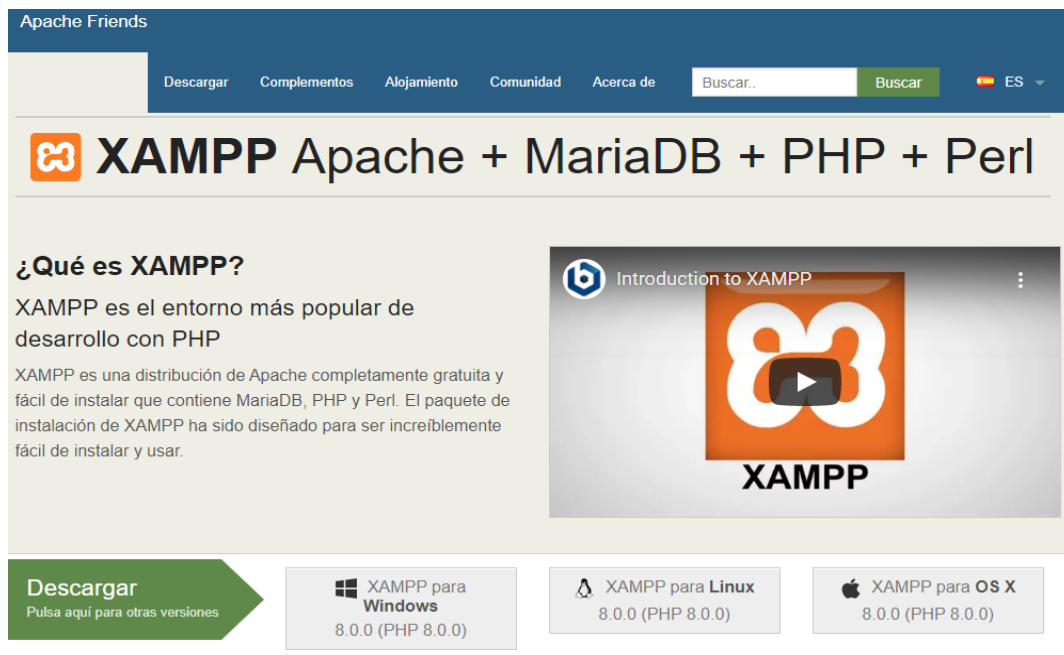 Apache Friends
Descargar Complementos Alojamiento Comunidad Acerca de Buscar.. Buscar ES
XAMPP Apache + MariaDB + PHP + Perl
¿Qué es XAMPP?
XAMPP es el entorno más popular de
desarrollo con PHP
XAMPP es una distribución de Apache completamente gratuita y
fácil de instalar que contiene MariaDB, PHP y Perl. El paquete de
instalación de XAMPP ha sido diseñado para ser increíblemente
fácil de instalar y usar.
Introduction to XAMPP
XAMPP
Descargar
Pulsa aquí para otras versiones
XAMPP para
Windows
8.0.0 (PHP 8.0.0)
XAMPP para Linux
8.0.0 (PHP 8.0.0)
XAMPP para OS X
8.0.0 (PHP 8.0.0)